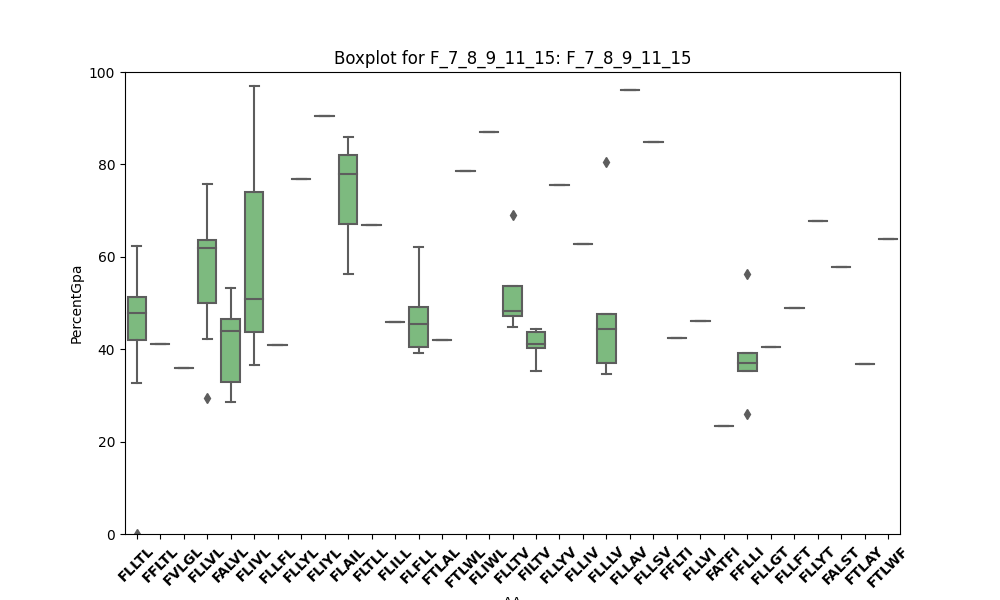 Boxplot for F_7_8_9_11_15: F_7_8_9_11_15
PercentGpa
100
80
60
40
20
0
FLLTL
FFLTL
FVLGL
FLLVL
FALVL
FLIVL
FLLFL
FLLYL
FLIYL
FLAIL
FLTLL
FLILL
FLFLL
FTLAL
FTLWL
FLIWL
FLLTV
FILTV
FLLYV
FLLIV
FLLLV
FLLAV
FLLSV
FFLTI
FLLVI
FATFI
FFLLI
FLLGT
FLLFT
FLLYT
FALST
FTLAY
FTLWF